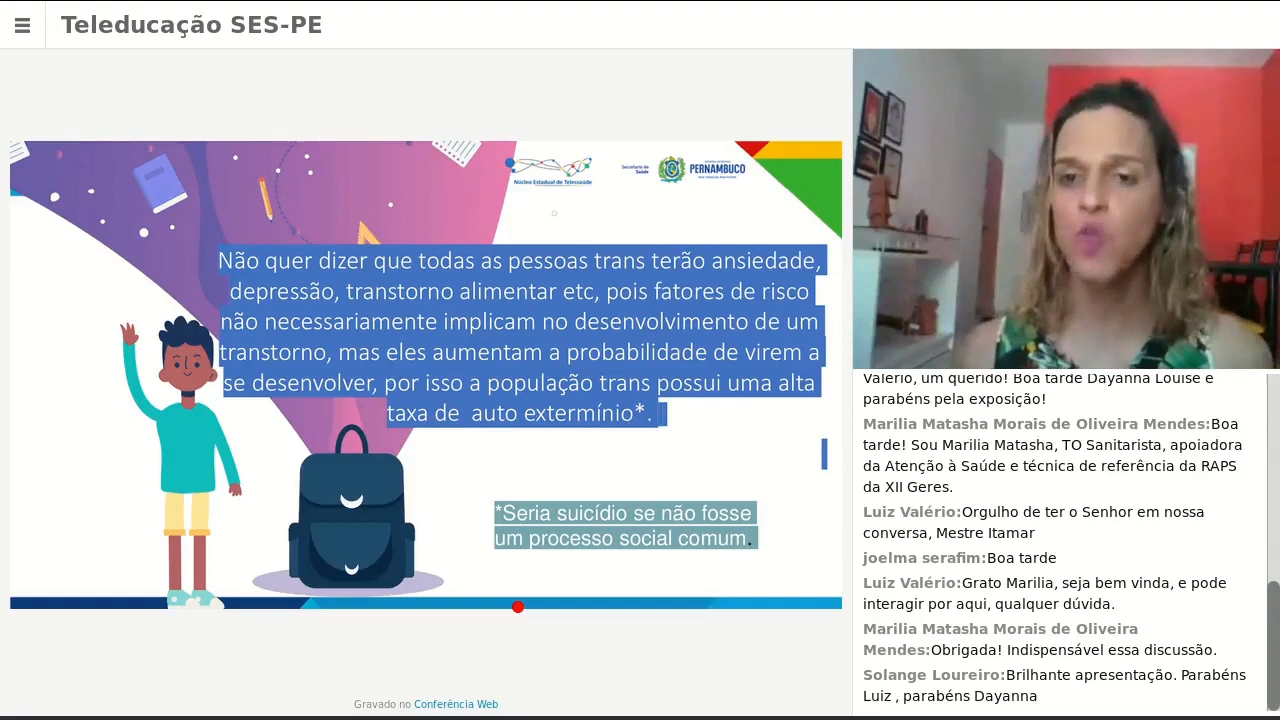 Teleducação SES-PE
Núcleo Estadual de Telessaúde
Secretaria de
Saúde
PERNAMBUCO
Não quer dizer que todas as pessoas trans terão ansiedade,
depressão, transtorno alimentar etc, pois fatores de risco
não necessariamente implicam no desenvolvimento de um
transtorno, mas eles aumentam a probabilidade de virem a
se desenvolver, por isso a população trans possui uma alta
taxa de  auto extermínio*.
*Seria suicídio se não fosse
um processo social comum.
Gravado no Conferência Web
Valério, um querido! Boa tarde Dayanna Louise e
parabéns pela exposição!
Marilia Matasha Morais de Oliveira Mendes:Boa
tarde! Sou Marilia Matasha, TO Sanitarista, apoiadora
da Atenção à Saúde e técnica de referência da RAPS
da XII Geres.
Luiz Valério:Orgulho de ter o Senhor em nossa
conversa, Mestre Itamar
joelma serafim:Boa tarde
Luiz Valério:Grato Marilia, seja bem vinda, e pode
interagir por aqui, qualquer dúvida.
Marilia Matasha Morais de Oliveira
Mendes:Obrigada! Indispensável essa discussão.
Solange Loureiro:Brilhante apresentação. Parabéns
Luiz , parabéns Dayanna